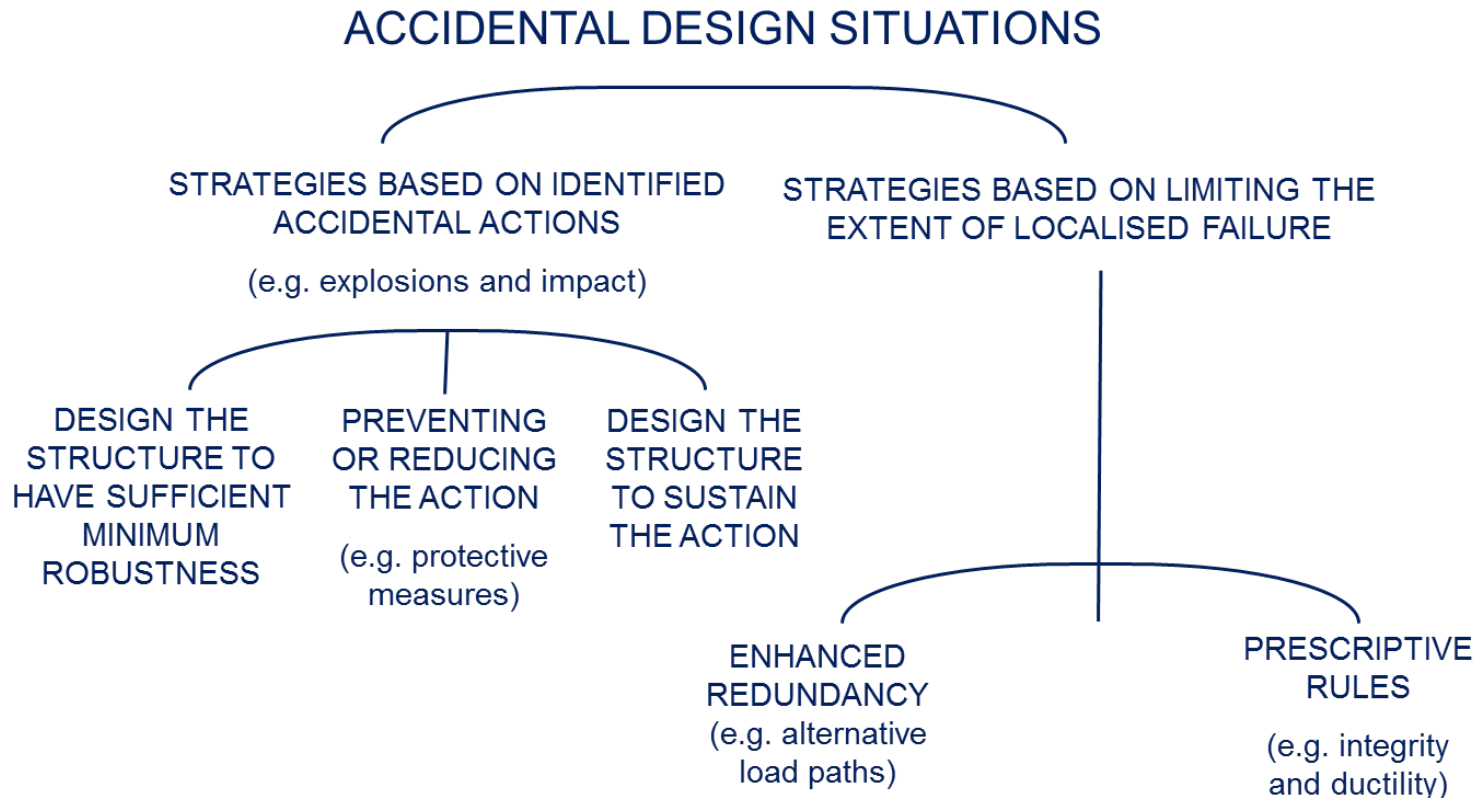 ACCIDENTAL DESIGN SITUATIONS
STRATEGIES BASED ON IDENTIFIED
ACCIDENTAL ACTIONS
(e.g. explosions and impact)
STRATEGIES BASED ON LIMITING THE
EXTENT OF LOCALISED FAILURE
DESIGN THE
STRUCTURE TO
HAVE SUFFICIENT
MINIMUM
ROBUSTNESS
PREVENTING
OR REDUCING
THE ACTION
(e.g. protective
measures)
DESIGN THE
STRUCTURE
TO SUSTAIN
THE ACTION
ENHANCED
REDUNDANCY
(e.g. alternative
load paths)
PRESCRIPTIVE
RULES
(e.g. integrity
and ductility)